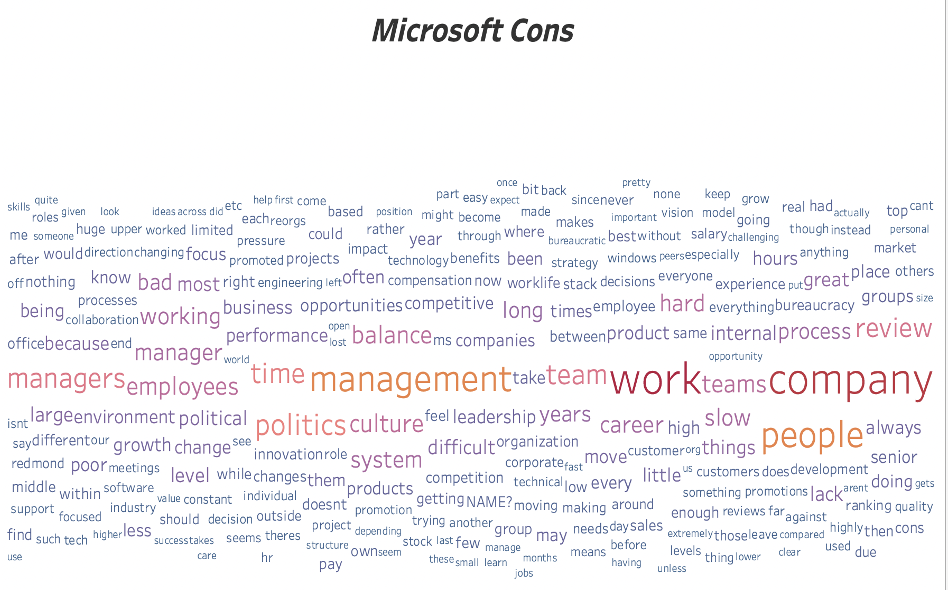 Microsoft Cons
once bit back pretty
skills quite part easy expect since never none keep grow
roles given look ideas across did etc help first come based position might become made makes important vision model going real had actually top cant
me someone huge upper worked limited each reorgs could rather year through where bureaucratic best without salary challenging though instead personal
after would direction changing focus pressure promoted projects impact technology benefits been strategy windows peers especially hours anything market
off nothing know bad most right engineering left often compensation now worklife stack decisions everyone experience put great place others
being processes collaboration working business opportunities competitive long times employee hard everything bureaucracy groups size
office because end manager world performance open lost balance ms companies between product same internal process review
managers employees time management take team work opportunity teams company
isnt large environment political politics culture feel leadership years career high slow people always
say different our growth change see innovation role system difficult organization corporate fast move customer org things senior
redmond poor meetings level while changes them products competition technical low every little us customers does development doing gets
middle within software value constant individual doesnt promotion getting NAME? moving making around something promotions lack arent ranking quality
support focused industry should decision outside project depending trying another group may needs day sales enough reviews far against highly then cons
find such tech higher less success takes seems theres structure own seem stock last few manage means before extremely those leave compared used due
use care hr pay these small learn months jobs having unless levels thing lower clear